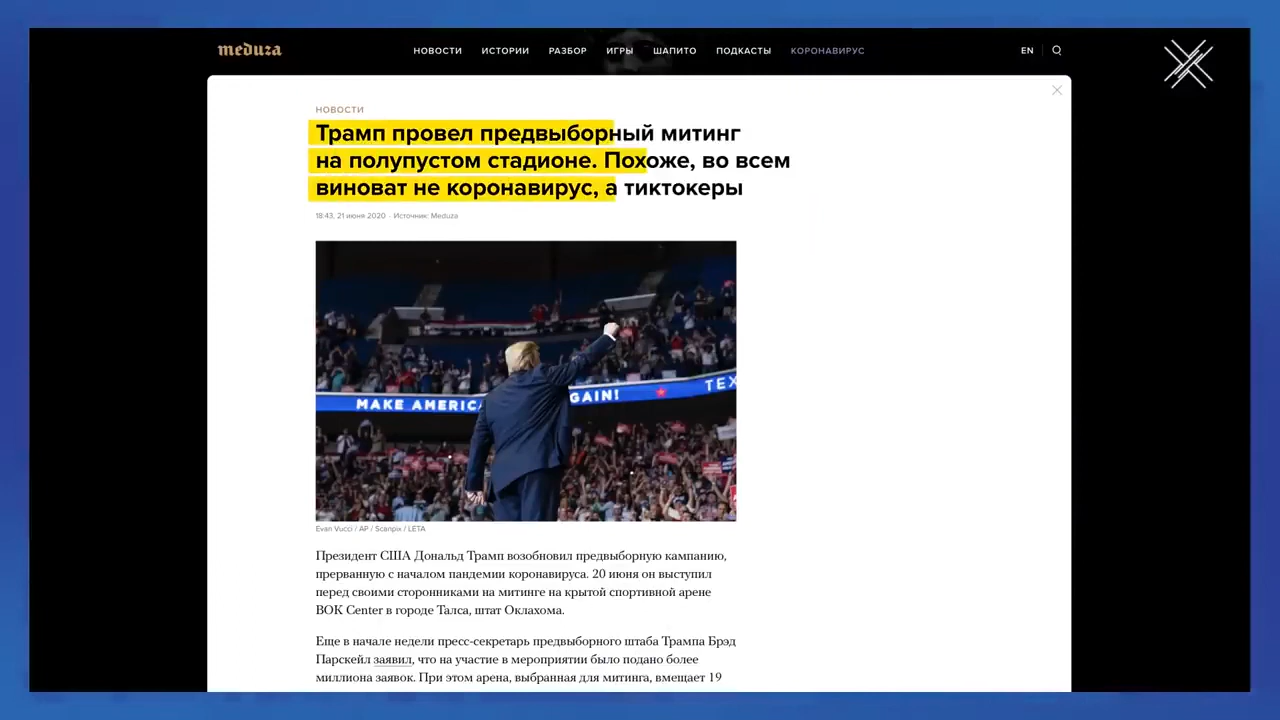 meduza
НОВОСТИ ИСТОРИИ РАЗБОР ИГРЫ ШАПИТО ПОДКАСТЫ КОРОНАВИРУС EN
НОВОСТИ
Трамп провел предвыборный митинг
на полупустом стадионе. Похоже, во всем
виноват не коронавирус, а тиктокеры
18:43, 21 июня 2020 · Источник: Meduza
MAKE AMERICA GAIN! TEX
Evan Vucci / AP / Scanpix / LETA
Президент США Дональд Трамп возобновил предвыборную кампанию,
прерванную с началом пандемии коронавируса. 20 июня он выступил
перед своими сторонниками на митинге на крытой спортивной арене
BOK Center в городе Талса, штат Оклахома.
Еще в начале недели пресс-секретарь предвыборного штаба Трампа Брэд
Парскейл заявил, что на участие в мероприятии было подано более
миллиона заявок. При этом арена, выбранная для митинга, вмещает 19